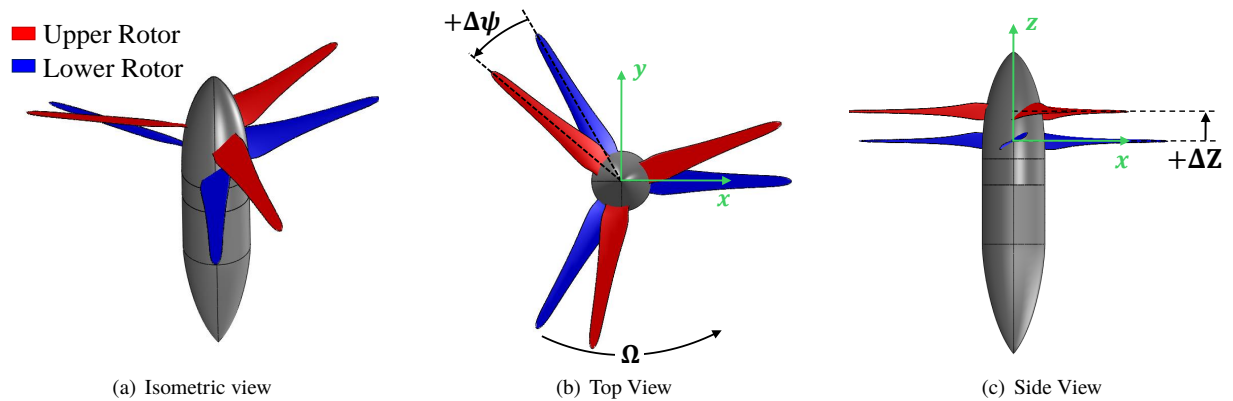 Upper Rotor
Lower Rotor
+Δψ
y
x
Ω
z
x
+ΔZ
(a) Isometric view
(b) Top View
(c) Side View